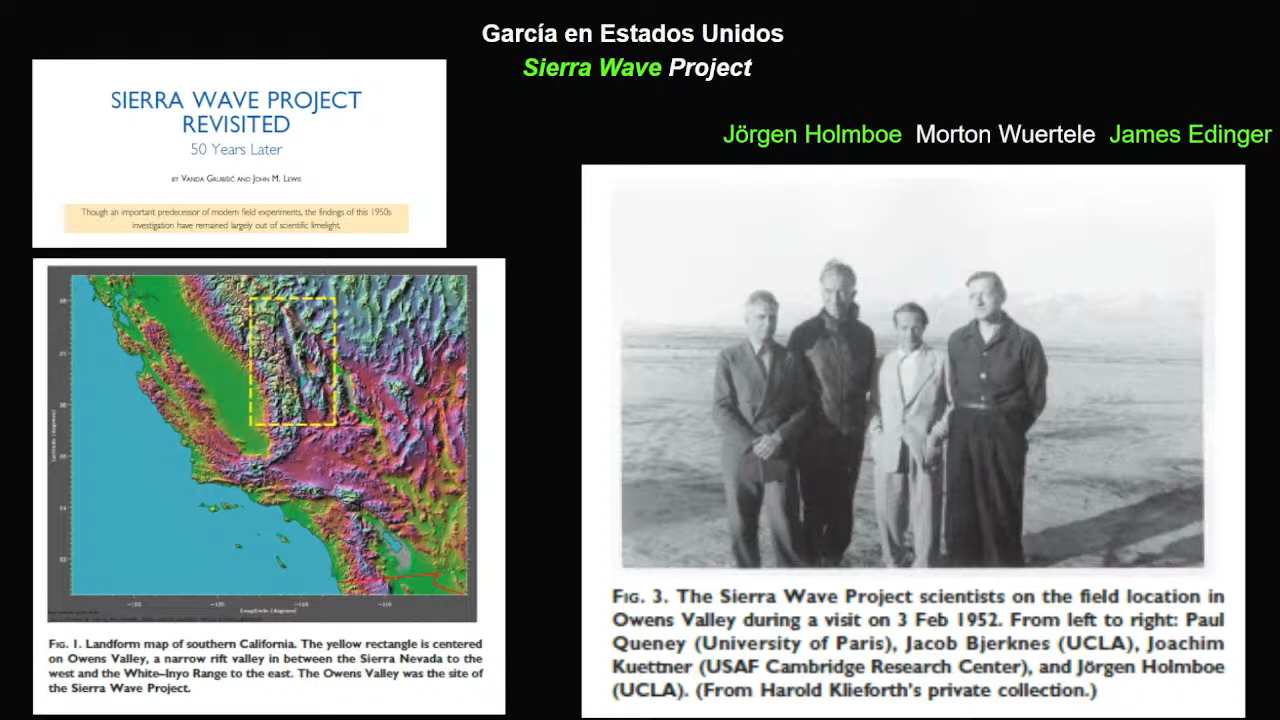 García en Estados Unidos
Sierra Wave Project
SIERRA WAVE PROJECT
REVISITED
50 Years Later
BY VANDA GRUBIŠIĆ AND JOHN M. LEWIS
Though an important predecessor of modern field experiments, the findings of this 1950s
investigation have remained largely out of scientific limelight.
Jörgen Holmboe Morton Wuertele James Edinger
Latitude (degrees)
Longitude (degrees)
FIG. 1. Landform map of southern California. The yellow rectangle is centered
on Owens Valley, a narrow rift valley in between the Sierra Nevada to the
west and the White–Inyo Range to the east. The Owens Valley was the site of
the Sierra Wave Project.
FIG. 3. The Sierra Wave Project scientists on the field location in
Owens Valley during a visit on 3 Feb 1952. From left to right: Paul
Queney (University of Paris), Jacob Bjerknes (UCLA), Joachim
Kuettner (USAF Cambridge Research Center), and Jörgen Holmboe
(UCLA). (From Harold Klieforth's private collection.)